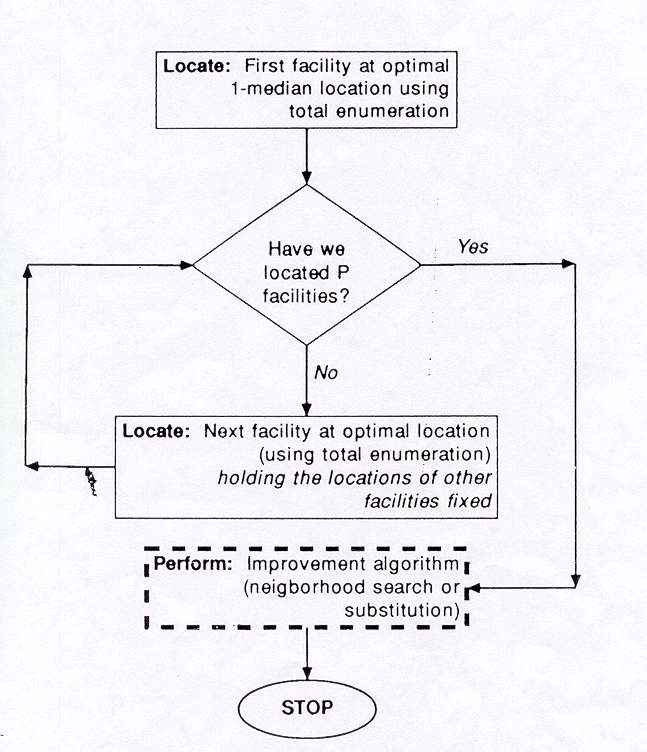 Locate: First facility at optimal
1-median location using
total enumeration
Have we
located P
facilities?
Yes
No
Locate: Next facility at optimal location
(using total enumeration)
holding the locations of other
facilities fixed
Perform: Improvement algorithm
(neigborhood search or
substitution)
STOP